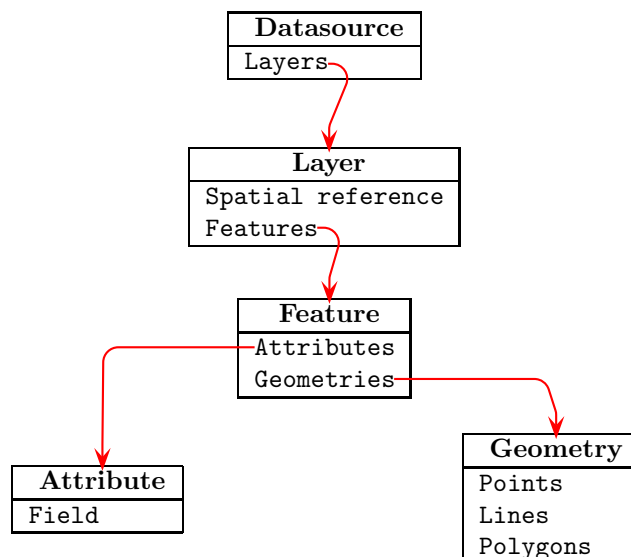 Datasource
Layers
Layer
Spatial reference
Features
Feature
Attributes
Geometries
Attribute
Field
Geometry
Points
Lines
Polygons